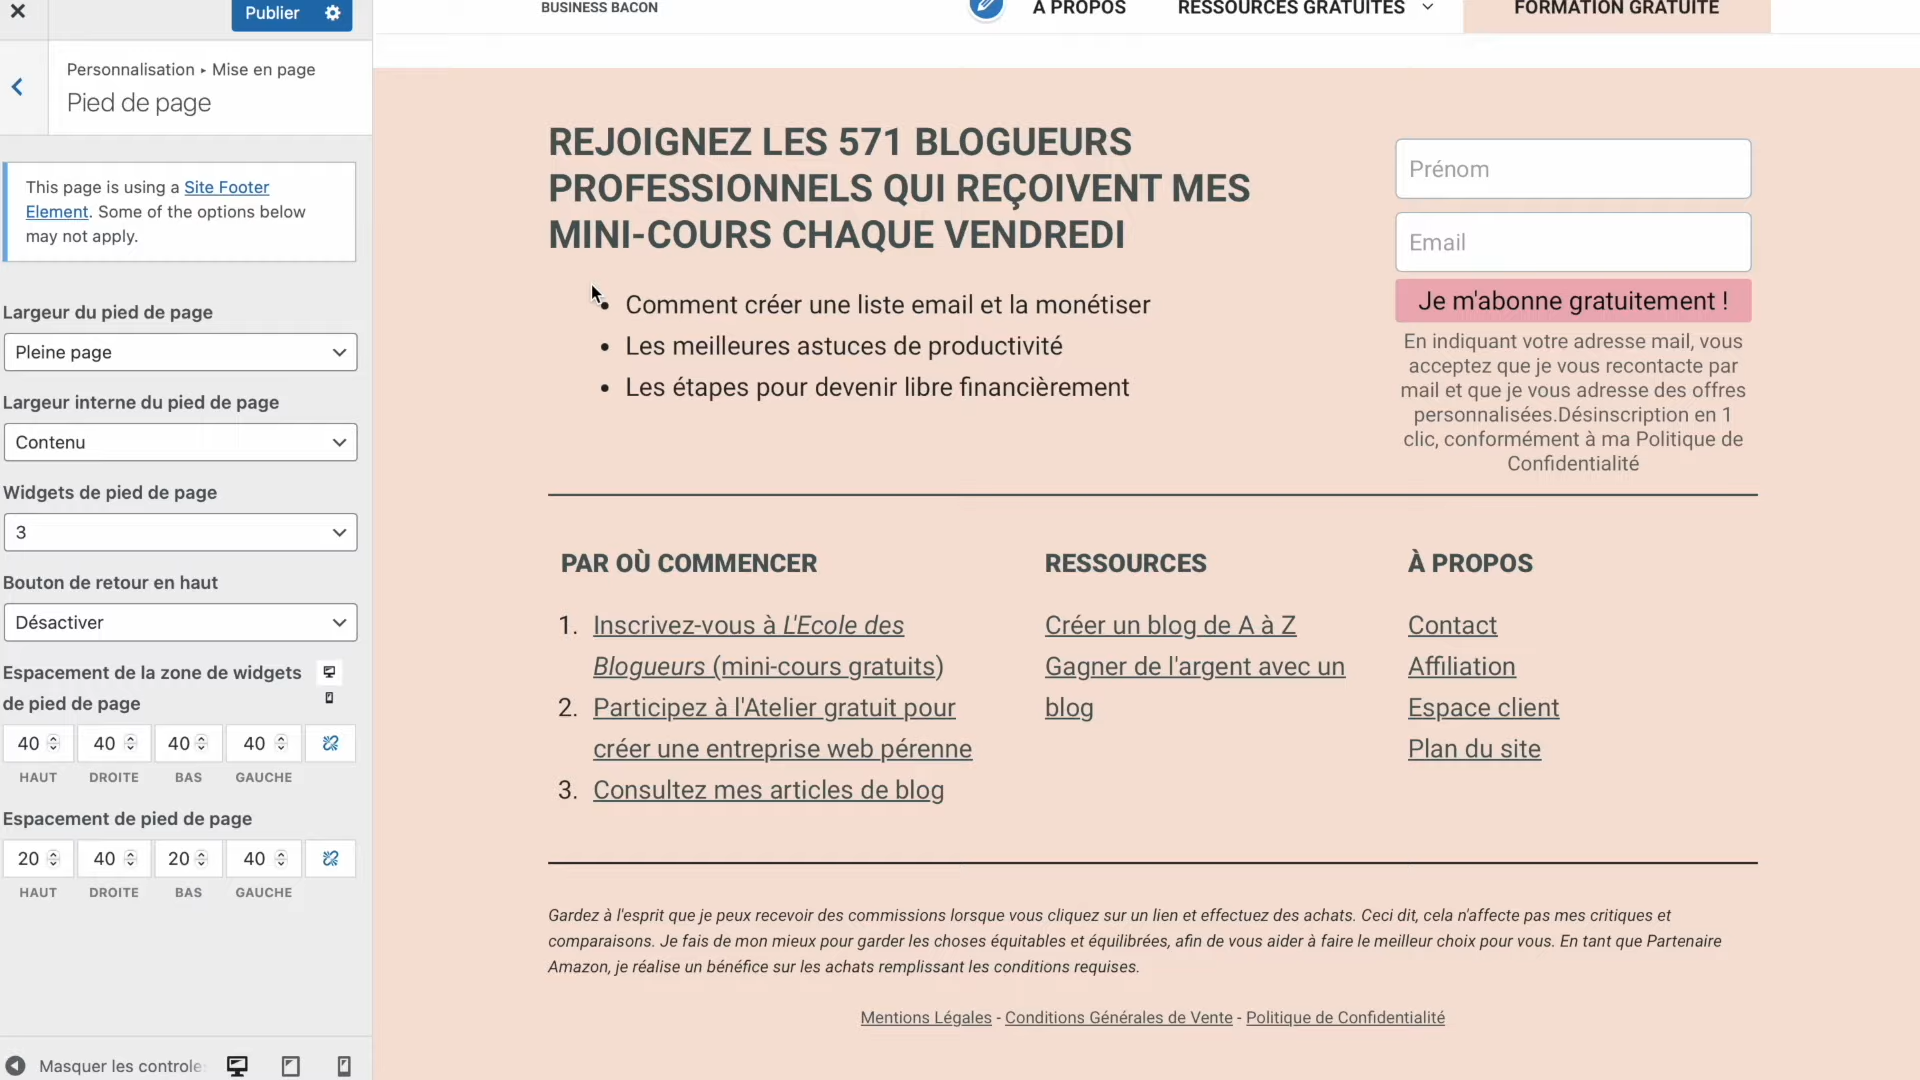 Publier
Personnalisation ▸ Mise en page
Pied de page
This page is using a Site Footer
Element. Some of the options below
may not apply.
Largeur du pied de page
Pleine page
Largeur interne du pied de page
Contenu
Widgets de pied de page
3
Bouton de retour en haut
Désactiver
Espacement de la zone de widgets
de pied de page
40 40 40 40
HAUT DROITE BAS GAUCHE
Espacement de pied de page
20 40 20 40
HAUT DROITE BAS GAUCHE
Masquer les controle
BUSINESS BACON
À PROPOS
RESSOURCES GRATUITES
FORMATION GRATUITE
REJOIGNEZ LES 571 BLOGUEURS
PROFESSIONNELS QUI REÇOIVENT MES
MINI-COURS CHAQUE VENDREDI
• Comment créer une liste email et la monétiser
• Les meilleures astuces de productivité
• Les étapes pour devenir libre financièrement
Prénom
Email
Je m'abonne gratuitement !
En indiquant votre adresse mail, vous
acceptez que je vous recontacte par
mail et que je vous adresse des offres
personnalisées.Désinscription en 1
clic, conformément à ma Politique de
Confidentialité
PAR OÙ COMMENCER
1. Inscrivez-vous à L'Ecole des
Blogueurs (mini-cours gratuits)
2. Participez à l'Atelier gratuit pour
créer une entreprise web pérenne
3. Consultez mes articles de blog
RESSOURCES
Créer un blog de A à Z
Gagner de l'argent avec un
blog
À PROPOS
Contact
Affiliation
Espace client
Plan du site
Gardez à l'esprit que je peux recevoir des commissions lorsque vous cliquez sur un lien et effectuez des achats. Ceci dit, cela n'affecte pas mes critiques et
comparaisons. Je fais de mon mieux pour garder les choses équitables et équilibrées, afin de vous aider à faire le meilleur choix pour vous. En tant que Partenaire
Amazon, je réalise un bénéfice sur les achats remplissant les conditions requises.
Mentions Légales - Conditions Générales de Vente - Politique de Confidentialité